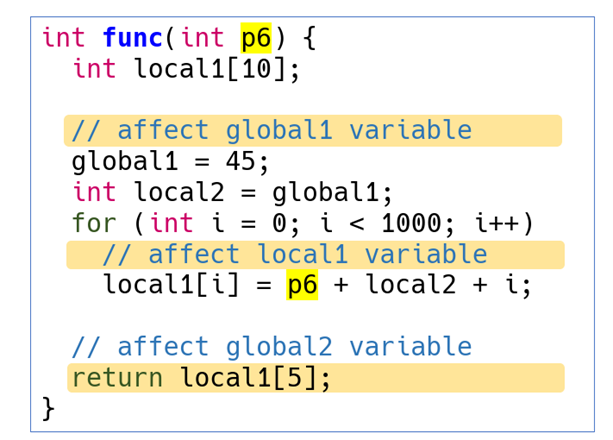 int func(int p6) {
int local1[10];
// affect global1 variable
global1 = 45;
int local2 = global1;
for (int i = 0; i < 1000; i++)
// affect local1 variable
local1[i] = p6 + local2 + i;
// affect global2 variable
return local1[5];
}